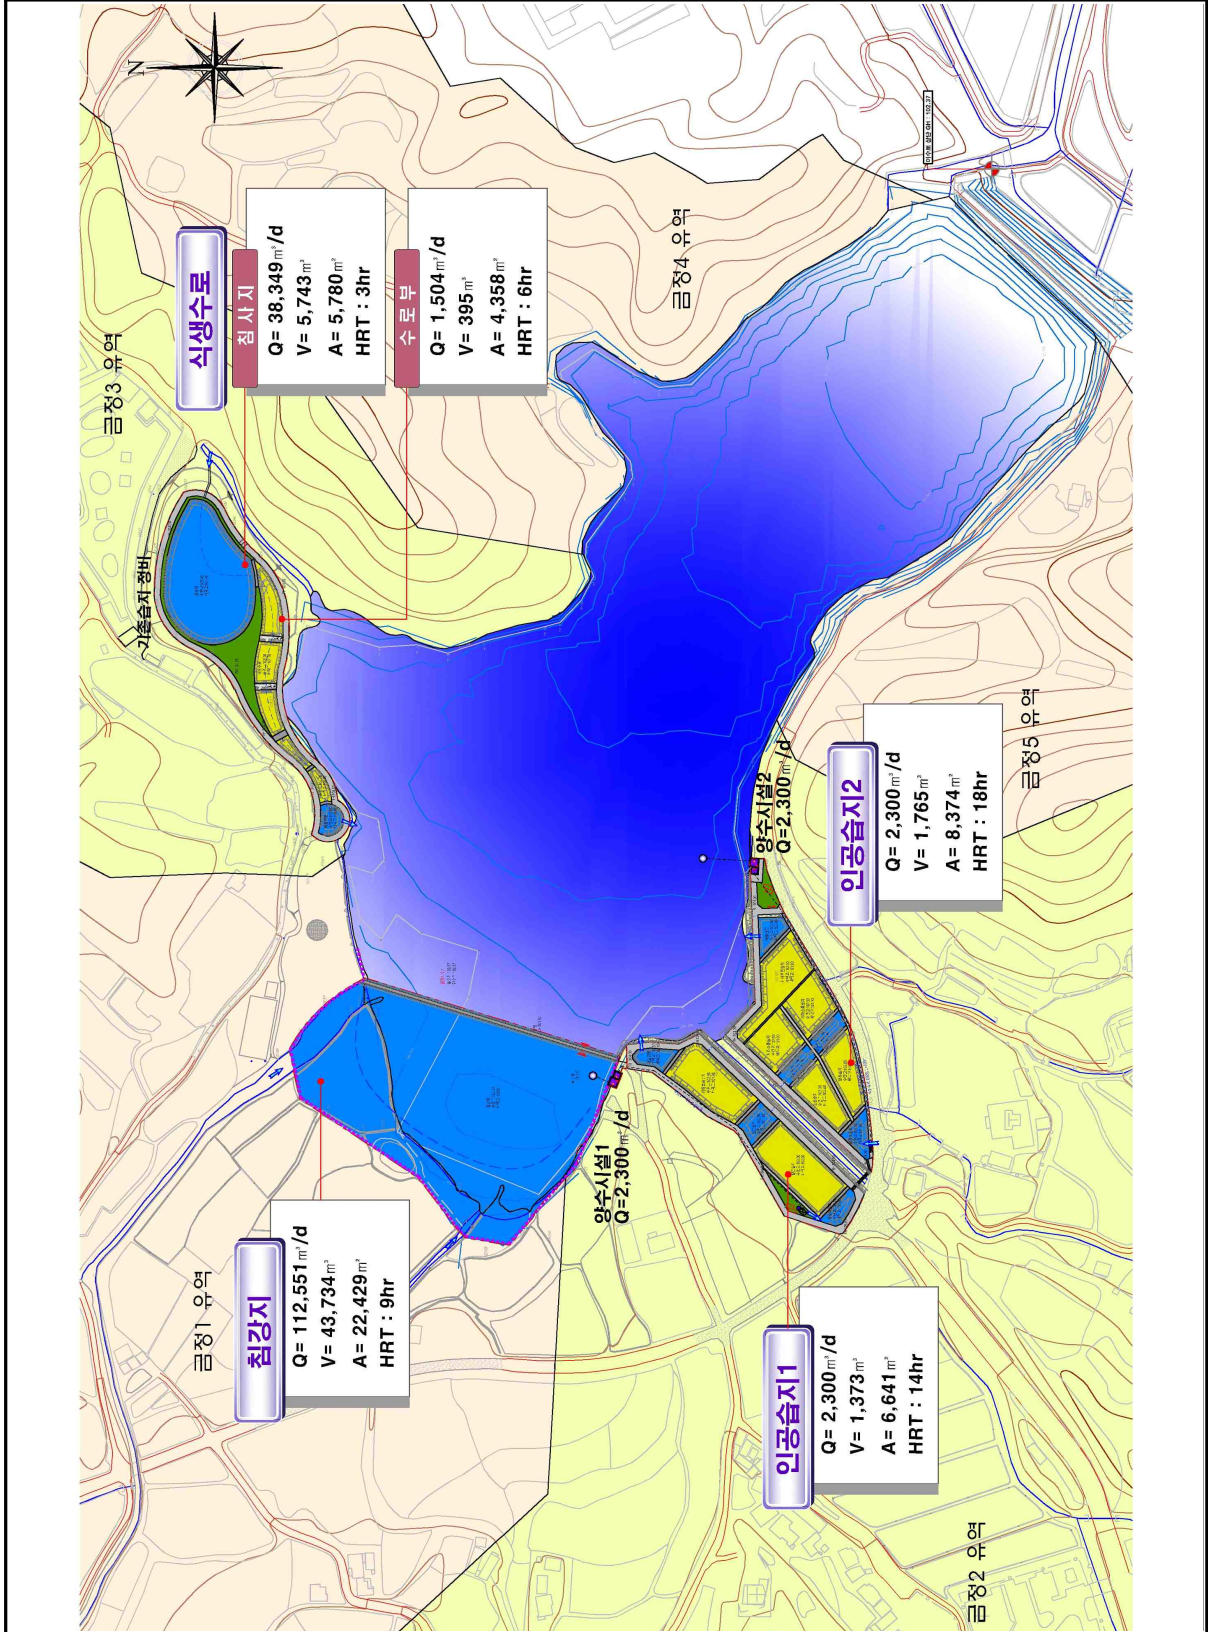 금정3 유역
식생수로
침 사 지
Q= 38,349㎥/d
V= 5,743㎥
A= 5,780㎡
HRT : 3hr
수 로 부
Q= 1,504㎥/d
V= 395㎥
A= 4,358㎡
HRT : 6hr
금정4 유역
기존습지 정비
N
금정1 유역
침강지
Q= 112,551㎥/d
V= 43,734㎥
A= 22,429㎡
HRT : 9hr
양수시설1
Q=2,300㎥/d
양수시설2
Q=2,300㎥/d
인공습지2
Q= 2,300㎥/d
V= 1,765㎥
A= 8,374㎡
HRT : 18hr
금정5 유역
인공습지1
Q= 2,300㎥/d
V= 1,373㎥
A= 6,641㎡
HRT : 14hr
금정2 유역